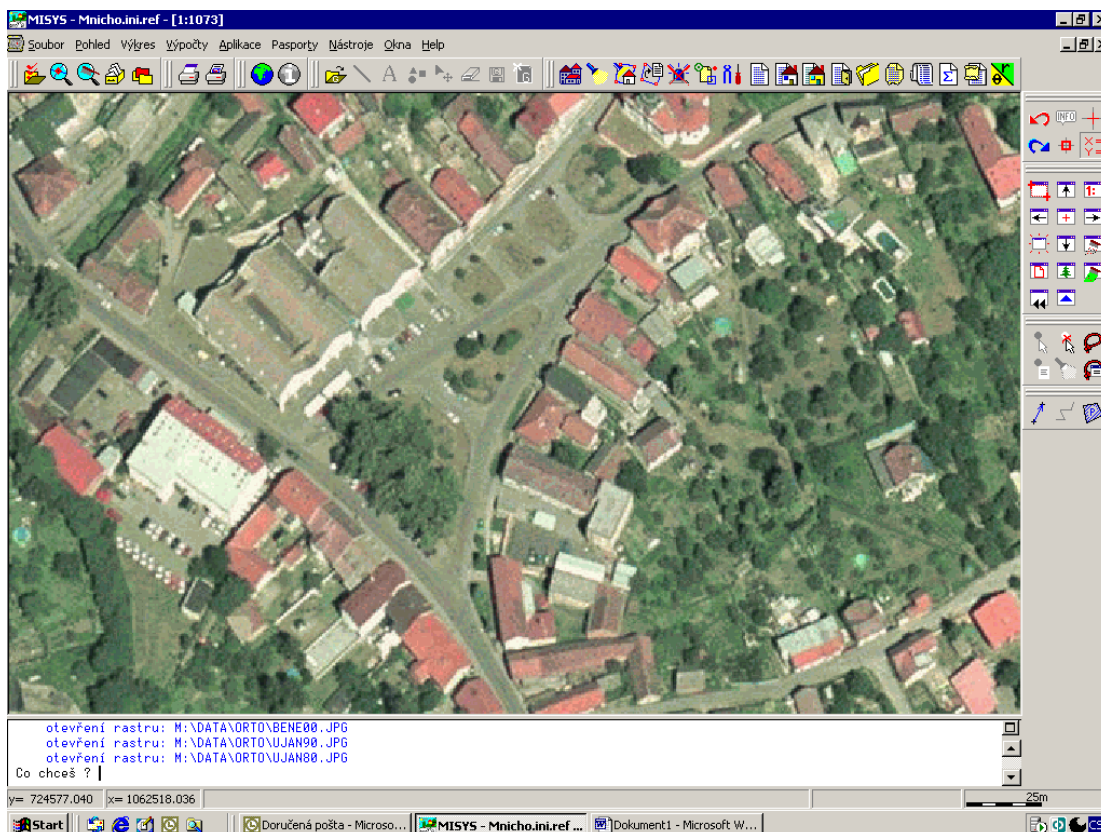 MISYS - Mnicho.ini.ref - [1:1073]
Soubor Pohled Výkres Výpočty Aplikace Pasporty Nástroje Okna Help
INFO
X=
Y=
1:
otevření rastru: M:\DATA\ORTO\BENE00.JPG
otevření rastru: M:\DATA\ORTO\UJAN90.JPG
otevření rastru: M:\DATA\ORTO\UJAN80.JPG
Co chceš ?
y= 724577.040 x= 1062518.036 25m
Start Doručená pošta - Microso... MISYS - Mnicho.ini.ref ... Dokument1 - Microsoft W... CS